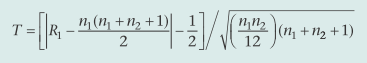 T = [ | R₁ − n₁(n₁ + n₂ + 1)/2 | − 1/2 ] / √( (n₁n₂/12) (n₁ + n₂ + 1) )